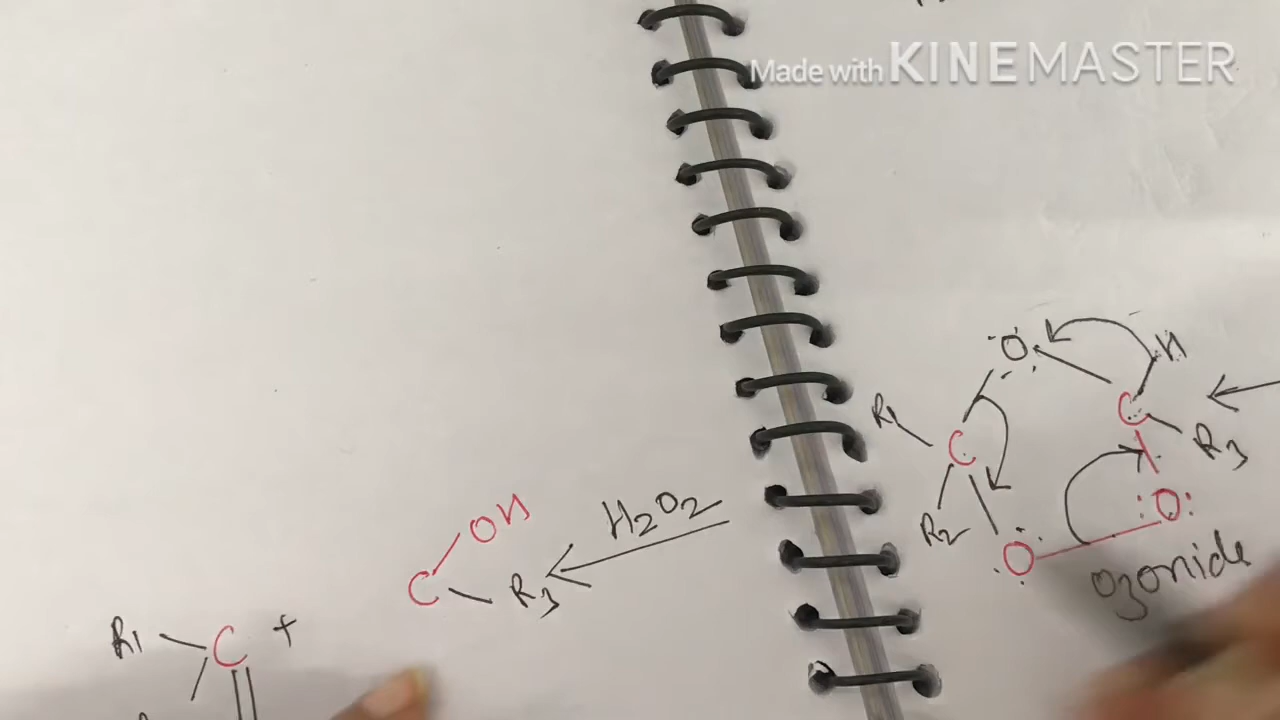 Made with KINEMASTER
O H
R1 C C
R2 R3
O :O:
ozonide
H2O2
OH
C R3
R1 C +